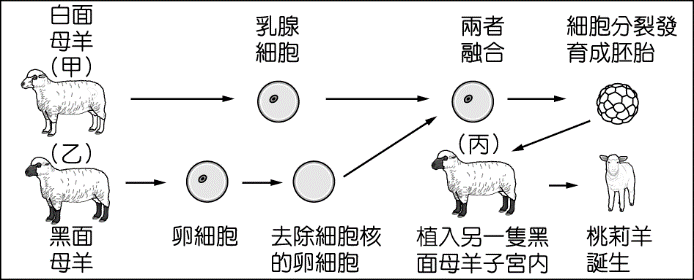 白面
母羊
(甲)
乳腺
細胞
兩者
融合
細胞分裂發
育成胚胎
(乙)
黑面
母羊
卵細胞
去除細胞核
的卵細胞
(丙)
植入另一隻黑
面母羊子宮內
桃莉羊
誕生